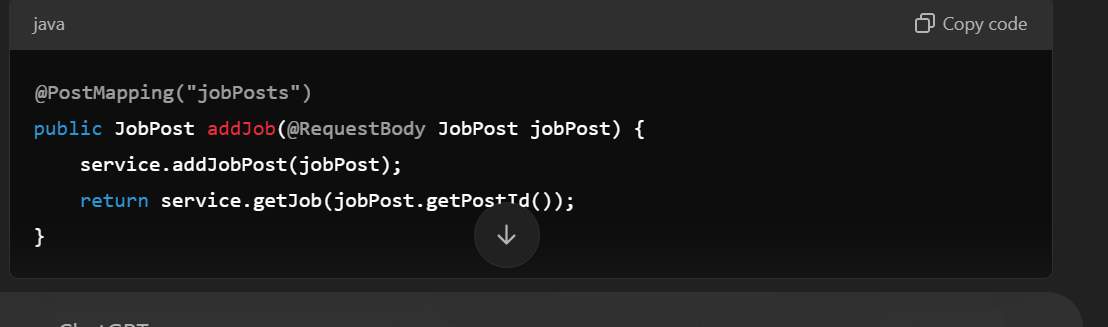 java
Copy code
@PostMapping("jobPosts")
public JobPost addJob(@RequestBody JobPost jobPost) {
    service.addJobPost(jobPost);
    return service.getJob(jobPost.getPostId());
}